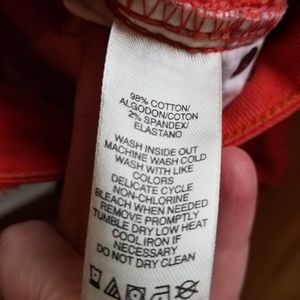 98% COTTON/
ALGODON/COTON
2% SPANDEX/
ELASTANO
WASH INSIDE OUT
MACHINE WASH COLD
WASH WITH LIKE
COLORS
DELICATE CYCLE
NON-CHLORINE
BLEACH WHEN NEEDED
REMOVE PROMPTLY
TUMBLE DRY LOW HEAT
COOL IRON IF
NECESSARY
DO NOT DRY CLEAN